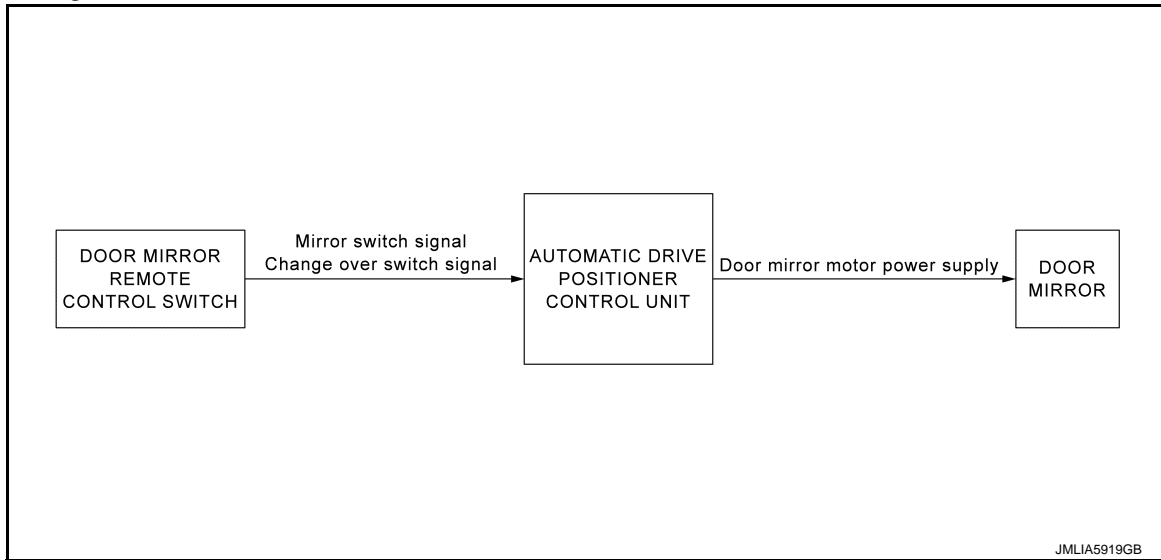 DOOR MIRROR
REMOTE
CONTROL SWITCH
Mirror switch signal
Change over switch signal
AUTOMATIC DRIVE
POSITIONER
CONTROL UNIT
Door mirror motor power supply
DOOR
MIRROR
JMLIA5919GB